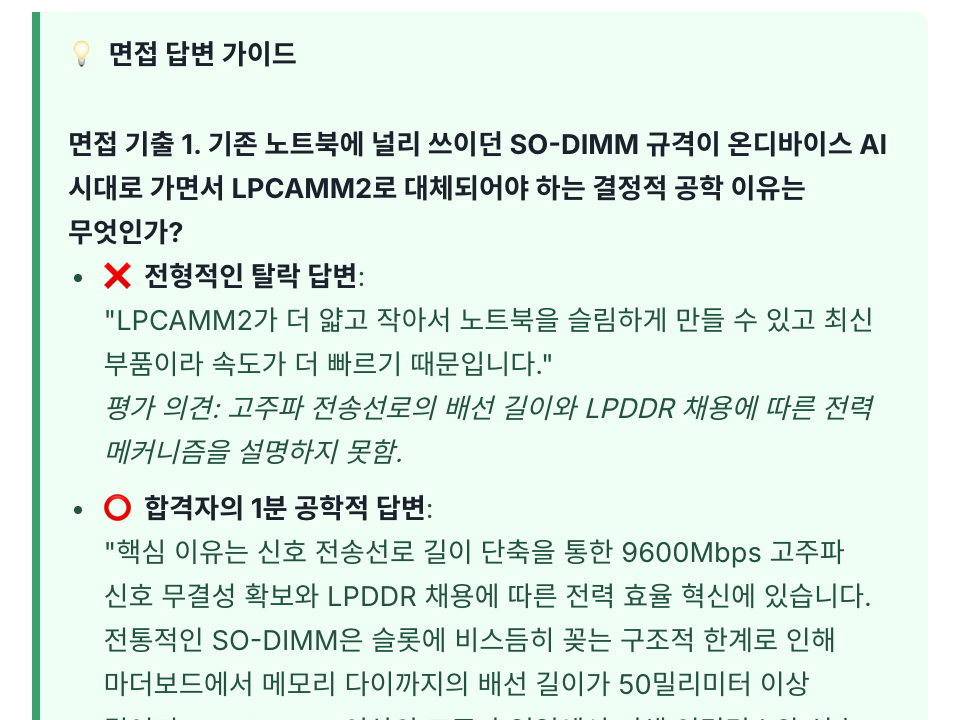 💡 면접 답변 가이드
면접 기출 1. 기존 노트북에 널리 쓰이던 SO-DIMM 규격이 온디바이스 AI
시대로 가면서 LPCAMM2로 대체되어야 하는 결정적 공학 이유는
무엇인가?
• ❌ 전형적인 탈락 답변:
"LPCAMM2가 더 얇고 작아서 노트북을 슬림하게 만들 수 있고 최신
부품이라 속도가 더 빠르기 때문입니다."
평가 의견: 고주파 전송선로의 배선 길이와 LPDDR 채용에 따른 전력
메커니즘을 설명하지 못함.
• ⭕ 합격자의 1분 공학적 답변:
"핵심 이유는 신호 전송선로 길이 단축을 통한 9600Mbps 고주파
신호 무결성 확보와 LPDDR 채용에 따른 전력 효율 혁신에 있습니다.
전통적인 SO-DIMM은 슬롯에 비스듬히 꽂는 구조적 한계로 인해
마더보드에서 메모리 다이까지의 배선 길이가 50밀리미터 이상